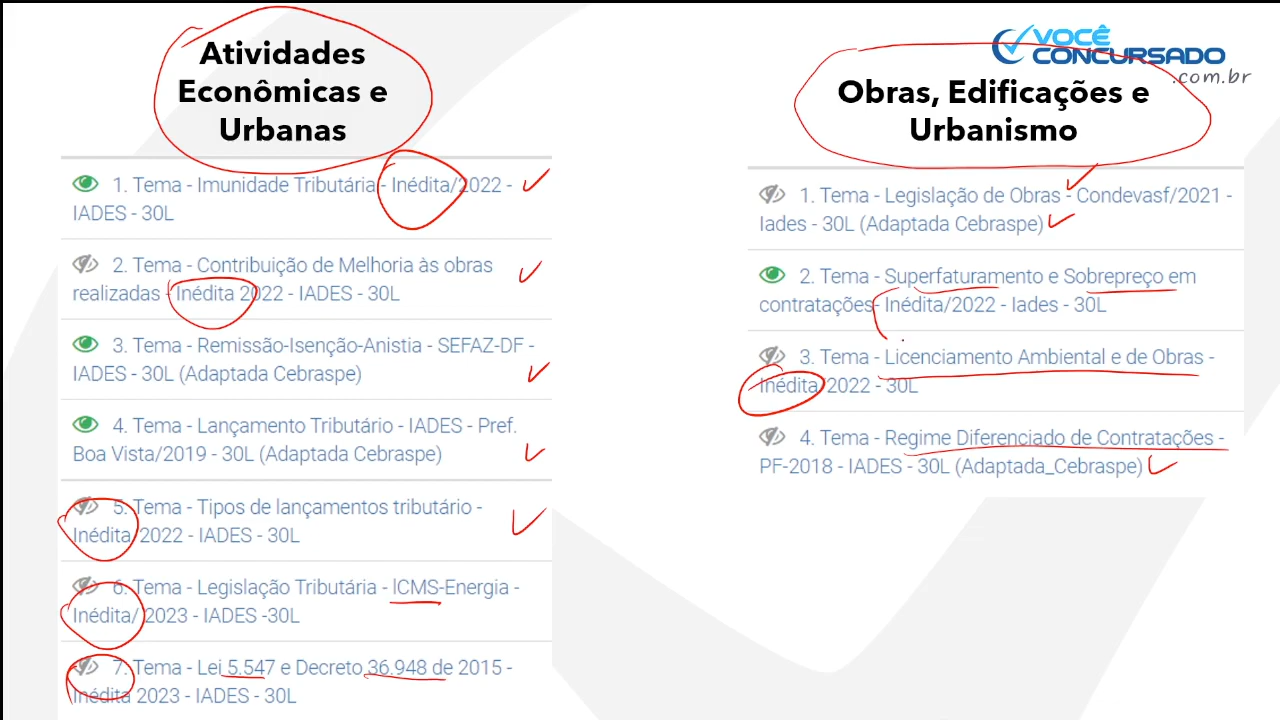 Atividades
Econômicas e
Urbanas
1. Tema - Imunidade Tributária - Inédita/2022 -
IADES - 30L
2. Tema - Contribuição de Melhoria às obras
realizadas - Inédita 2022 - IADES - 30L
3. Tema - Remissão-Isenção-Anistia - SEFAZ-DF -
IADES - 30L (Adaptada Cebraspe)
4. Tema - Lançamento Tributário - IADES - Pref.
Boa Vista/2019 - 30L (Adaptada Cebraspe)
5. Tema - Tipos de lançamentos tributário -
Inédita/2022 - IADES - 30L
6. Tema - Legislação Tributária - ICMS-Energia -
Inédita/ 2023 - IADES -30L
7. Tema - Lei 5.547 e Decreto 36.948 de 2015 -
Inédita 2023 - IADES - 30L
VOCÊ
CONCURSADO
.com.br
Obras, Edificações e
Urbanismo
1. Tema - Legislação de Obras - Condevasf/2021 -
Iades - 30L (Adaptada Cebraspe)
2. Tema - Superfaturamento e Sobrepreço em
contratações- Inédita/2022 - Iades - 30L
3. Tema - Licenciamento Ambiental e de Obras -
Inédita/2022 - 30L
4. Tema - Regime Diferenciado de Contratações -
PF-2018 - IADES - 30L (Adaptada_Cebraspe)